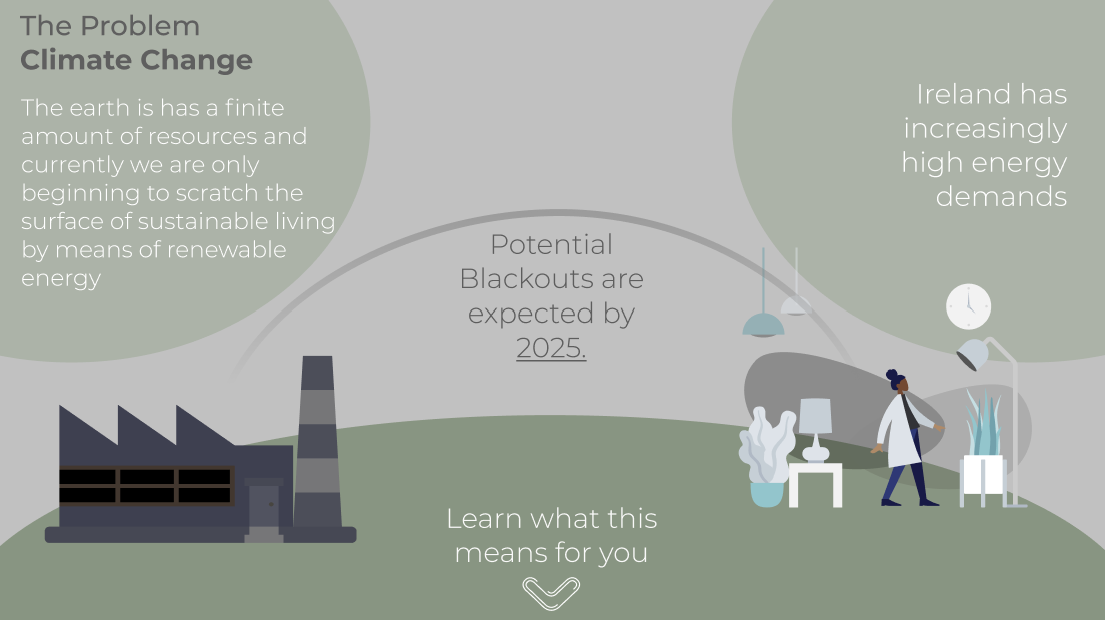 The Problem
Climate Change
The earth is has a finite
amount of resources and
currently we are only
beginning to scratch the
surface of sustainable living
by means of renewable
energy
Ireland has
increasingly
high energy
demands
Potential
Blackouts are
expected by
2025.
Learn what this
means for you